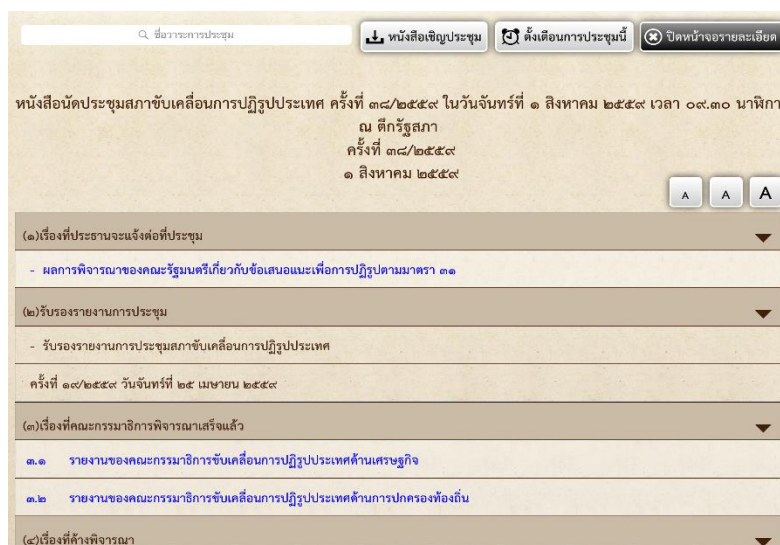 ชื่อวาระการประชุม
หนังสือเชิญประชุม
ตั้งเตือนการประชุมนี้
ปิดหน้าจอรายละเอียด
หนังสือนัดประชุมสภาขับเคลื่อนการปฏิรูปประเทศ ครั้งที่ ๓๘/๒๕๕๙ ในวันจันทร์ที่ ๑ สิงหาคม ๒๕๕๙ เวลา ๐๙.๓๐ นาฬิกา
ณ ตึกรัฐสภา
ครั้งที่ ๓๘/๒๕๕๙
๑ สิงหาคม ๒๕๕๙
A A A
(๑)เรื่องที่ประธานจะแจ้งต่อที่ประชุม
- ผลการพิจารณาของคณะรัฐมนตรีเกี่ยวกับข้อเสนอแนะเพื่อการปฏิรูปตามมาตรา ๓๑
(๒)รับรองรายงานการประชุม
- รับรองรายงานการประชุมสภาขับเคลื่อนการปฏิรูปประเทศ
ครั้งที่ ๑๙/๒๕๕๙ วันจันทร์ที่ ๒๕ เมษายน ๒๕๕๙
(๓)เรื่องที่คณะกรรมาธิการพิจารณาเสร็จแล้ว
๓.๑ รายงานของคณะกรรมาธิการขับเคลื่อนการปฏิรูปประเทศด้านเศรษฐกิจ
๓.๒ รายงานของคณะกรรมาธิการขับเคลื่อนการปฏิรูปประเทศด้านการปกครองท้องถิ่น
(๔)เรื่องที่ค้างพิจารณา